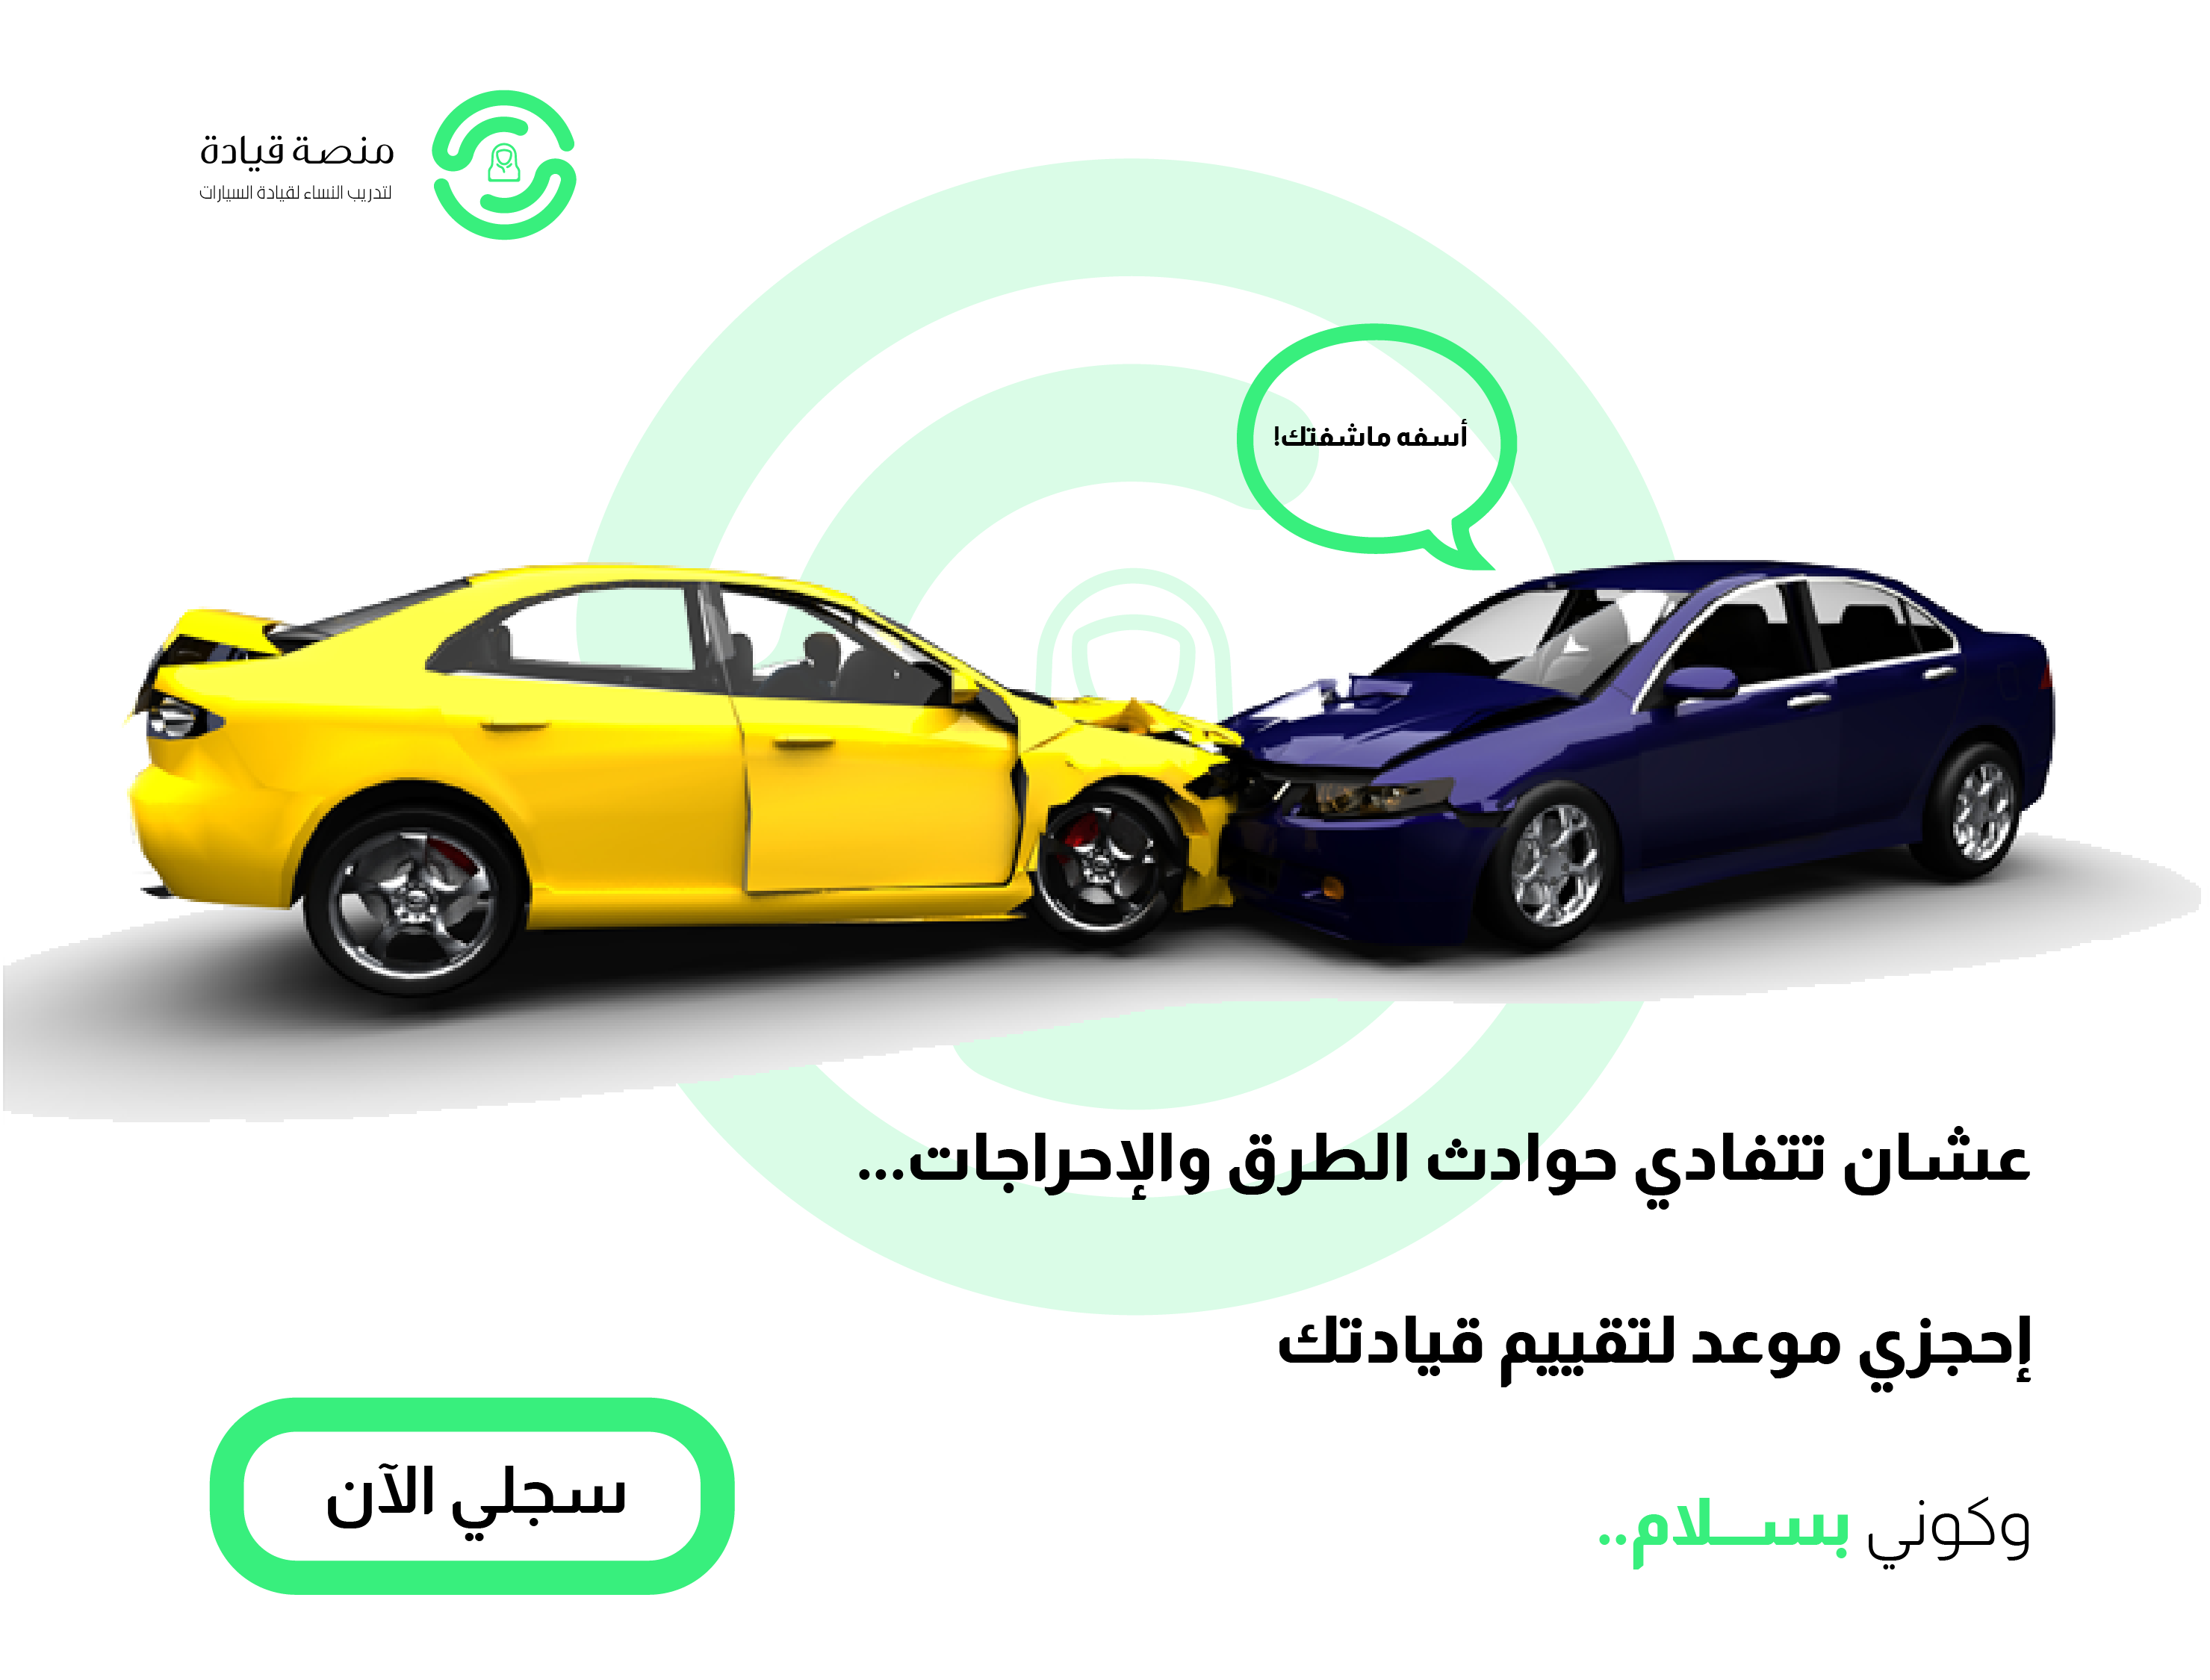 منصة قيادة
لتدريب النساء لقيادة السيارات
أسفه ماشفتك!
عشان تتفادي حوادث الطرق والإحراجات...
إحجزي موعد لتقييم قيادتك
وكوني بســلام..
سجلي الآن